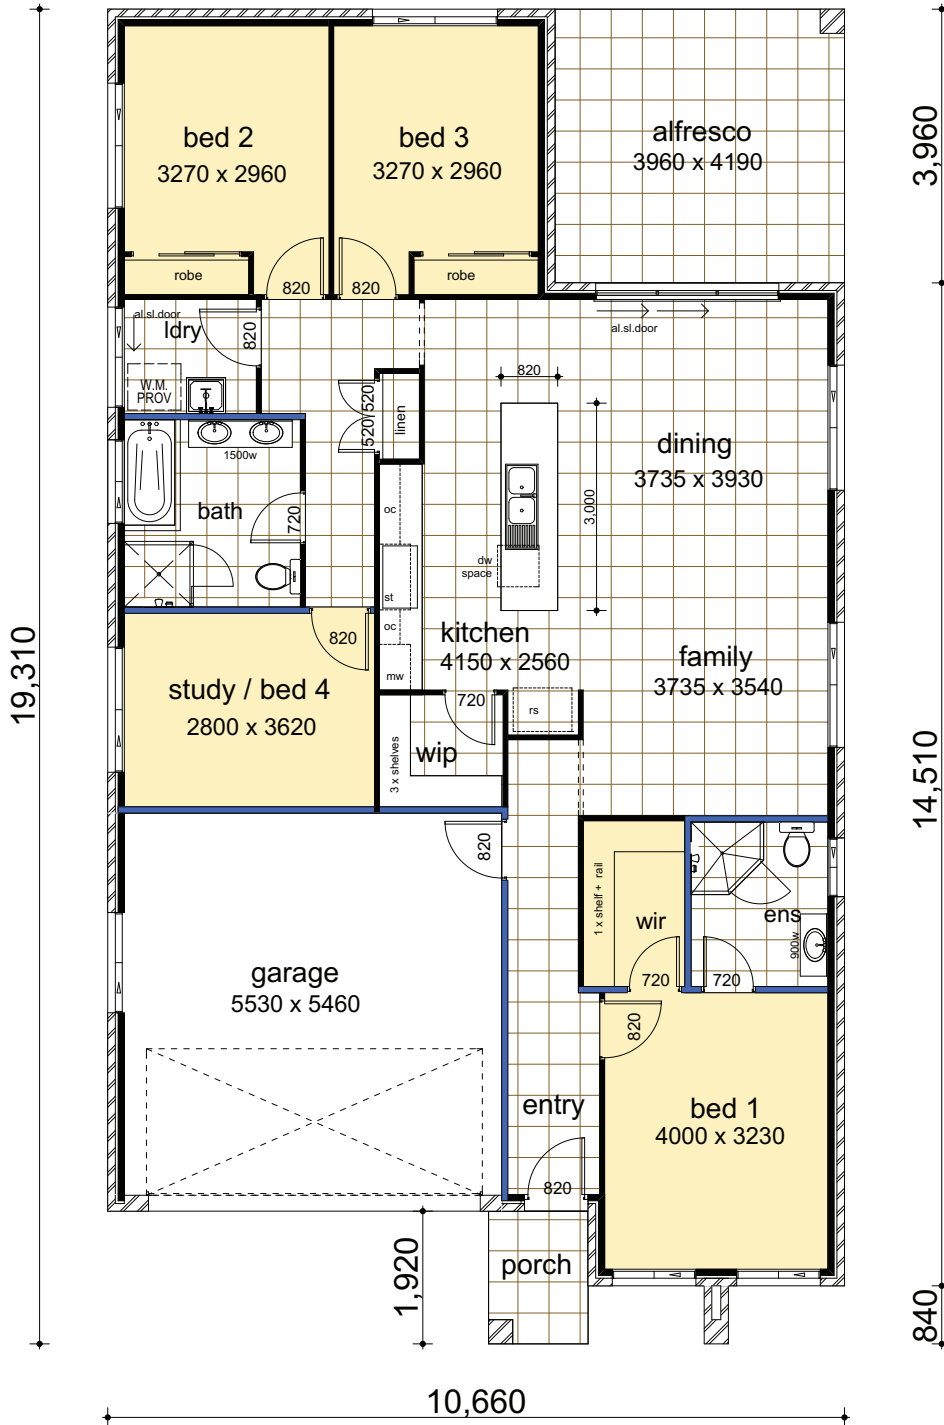 bed 2
3270 x 2960
bed 3
3270 x 2960
alfresco
3960 x 4190
3,960
robe
820
820
robe
al.sl.door
ldry
820
al.sl.door
W.M.
PROV
820
520/520
linen
1500w
dining
3735 x 3930
bath
720
oc
3,000
dw
space
st
oc
kitchen
4150 x 2560
mw
820
family
3735 x 3540
19,310
study / bed 4
2800 x 3620
720
rs
wip
3 x shelves
14,510
820
1 x shelf + rail
wir
ens
900w
720
720
garage
5530 x 5460
820
entry
bed 1
4000 x 3230
820
porch
1,920
840
10,660